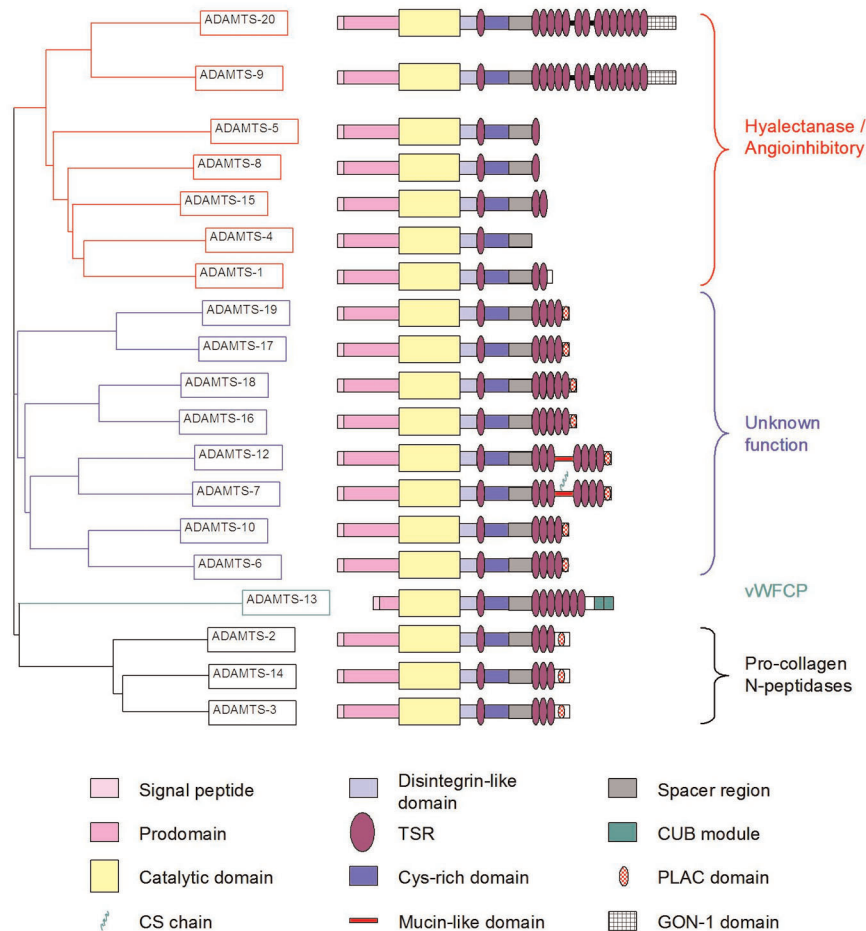 ADAMTS-20
ADAMTS-9
ADAMTS-5
ADAMTS-8
ADAMTS-15
ADAMTS-4
ADAMTS-1
Hyalectanase /
Angioinhibitory
ADAMTS-19
ADAMTS-17
ADAMTS-18
ADAMTS-16
ADAMTS-12
ADAMTS-7
ADAMTS-10
ADAMTS-6
Unknown
function
ADAMTS-13
vWFCP
ADAMTS-2
ADAMTS-14
ADAMTS-3
Pro-collagen
N-peptidases
Signal peptide
Disintegrin-like
domain
Spacer region
Prodomain
TSR
CUB module
Catalytic domain
Cys-rich domain
PLAC domain
CS chain
Mucin-like domain
GON-1 domain